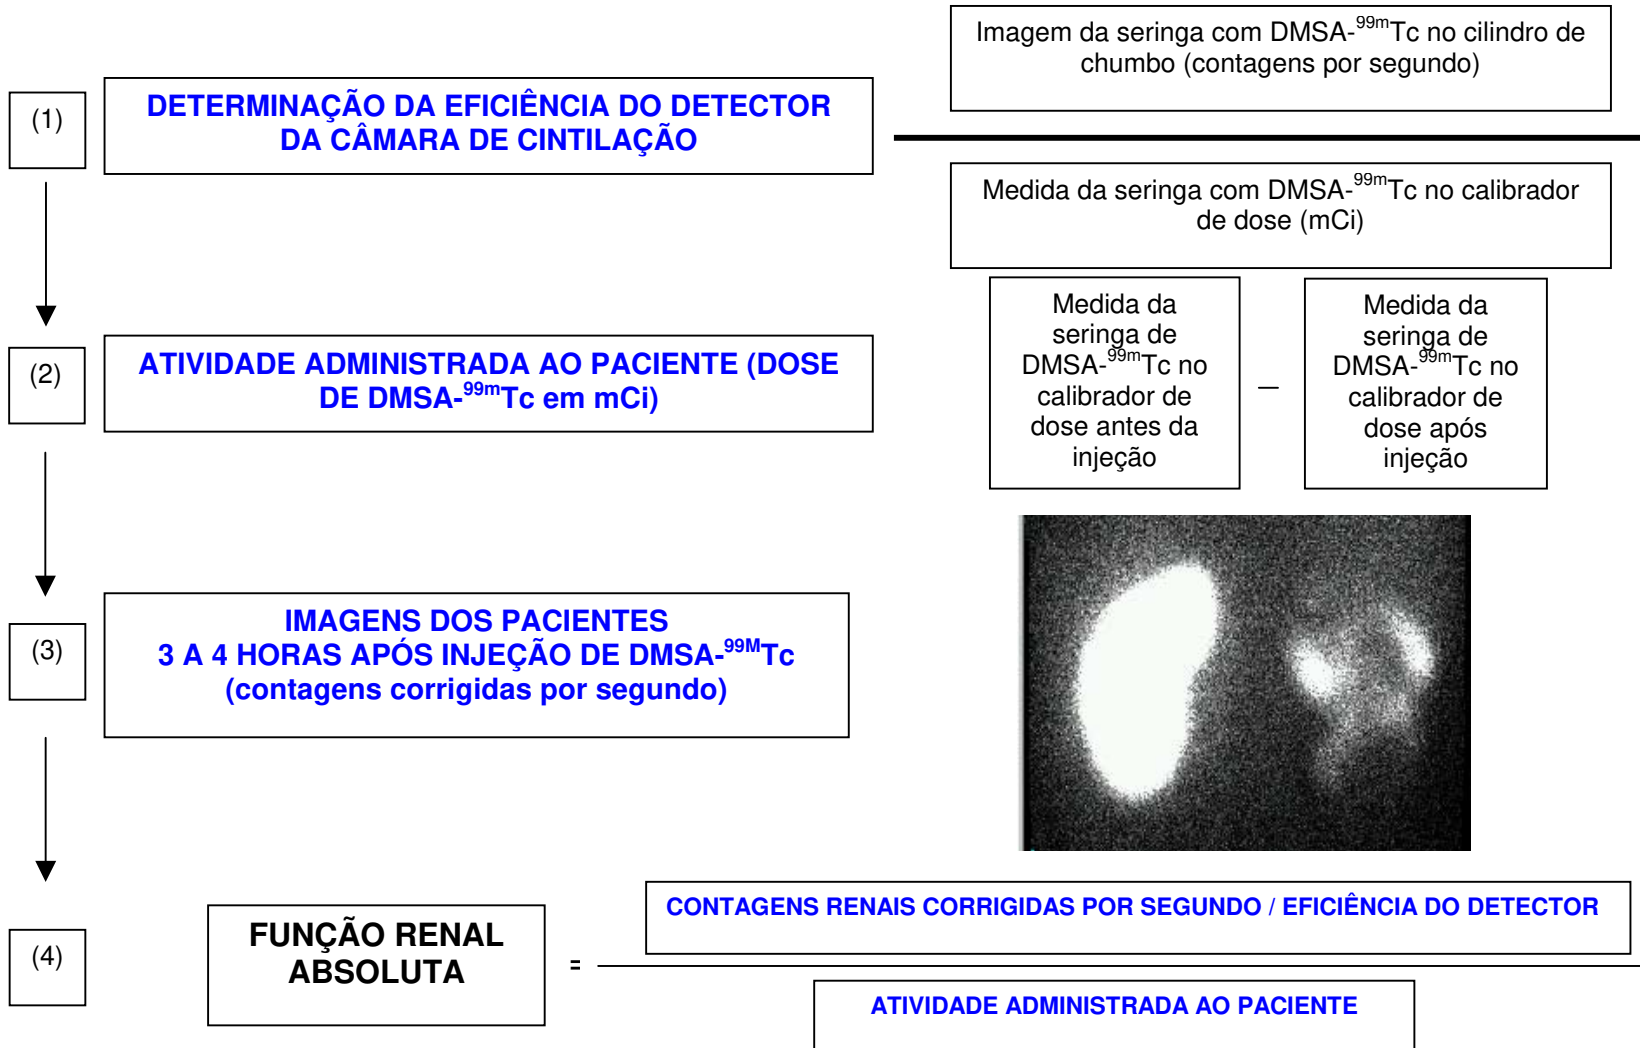 (1)
DETERMINAÇÃO DA EFICIÊNCIA DO DETECTOR
DA CÂMARA DE CINTILAÇÃO
Imagem da seringa com DMSA-99mTc no cilindro de
chumbo (contagens por segundo)
Medida da seringa com DMSA-99mTc no calibrador
de dose (mCi)
(2)
ATIVIDADE ADMINISTRADA AO PACIENTE (DOSE
DE DMSA-99mTc em mCi)
Medida da
seringa de
DMSA-99mTc no
calibrador de
dose antes da
injeção
–
Medida da
seringa de
DMSA-99mTc no
calibrador de
dose após
injeção
(3)
IMAGENS DOS PACIENTES
3 A 4 HORAS APÓS INJEÇÃO DE DMSA-99MTc
(contagens corrigidas por segundo)
(4)
FUNÇÃO RENAL
ABSOLUTA
=
CONTAGENS RENAIS CORRIGIDAS POR SEGUNDO / EFICIÊNCIA DO DETECTOR
ATIVIDADE ADMINISTRADA AO PACIENTE